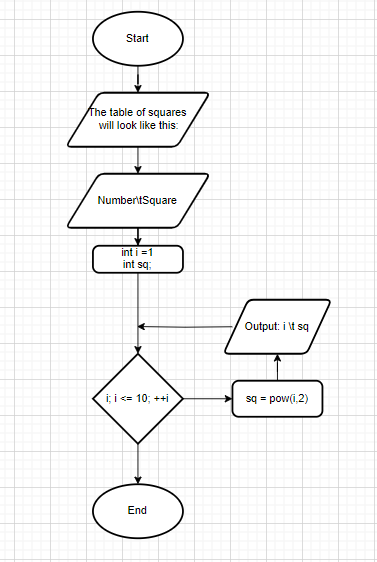 Start
The table of squares
will look like this:
Number\tSquare
int i =1
int sq;
Output: i \t sq
i; i <= 10; ++i
sq = pow(i,2)
End